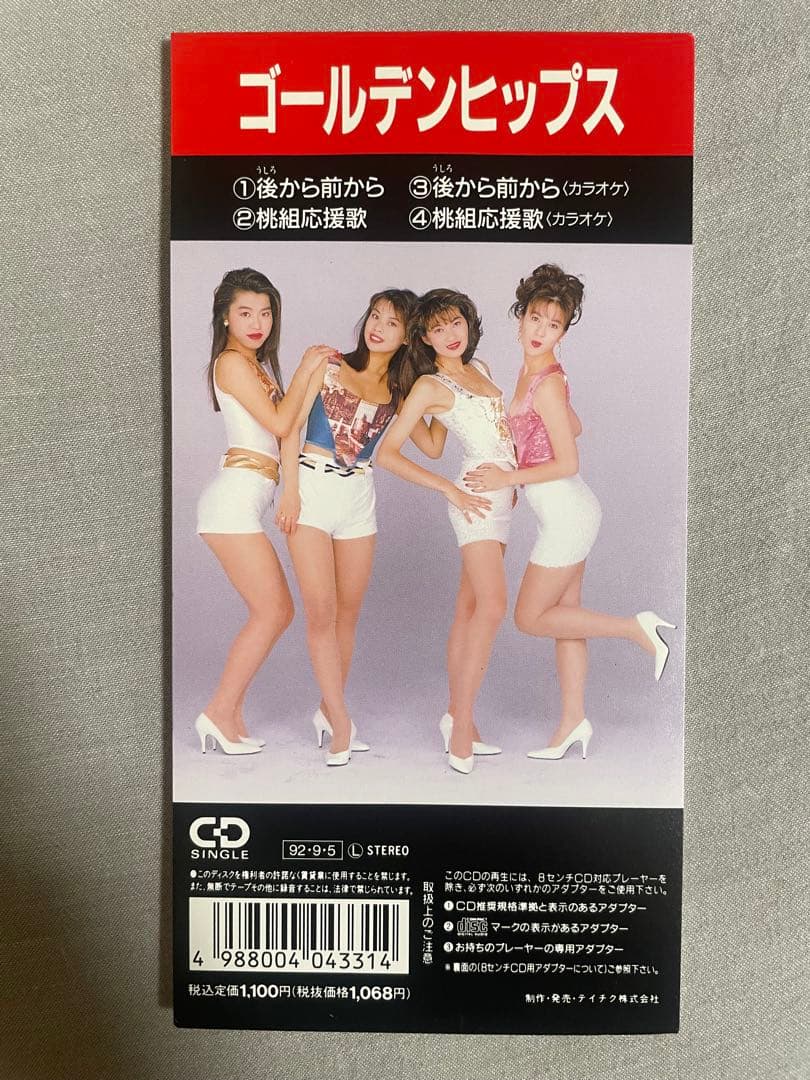 ゴールデンヒップス
うしろ うしろ
①後から前から ③後から前から〈カラオケ〉
②桃組応援歌 ④桃組応援歌〈カラオケ〉
CD
SINGLE
92・9・5 Ⓛ STEREO
●このディスクを権利者の許諾なく賃貸業に使用することを禁じます。
また、無断でテープその他に録音することは、法律で禁じられています。
4 988004 043314
税込定価1,100円(税抜価格1,068円)
取扱上のご注意
このCDの再生には、8センチCD対応プレーヤーを
除き、必ず次のいずれかのアダプターをご使用下さい。
❶CD推奨規格準拠と表示のあるアダプター
❷ disc DIGITAL AUDIO マークの表示があるアダプター
❸お持ちのプレーヤーの専用アダプター
※裏面の(8センチCD用アダプターについて)ご参照下さい。
制作・発売・テイチク株式会社